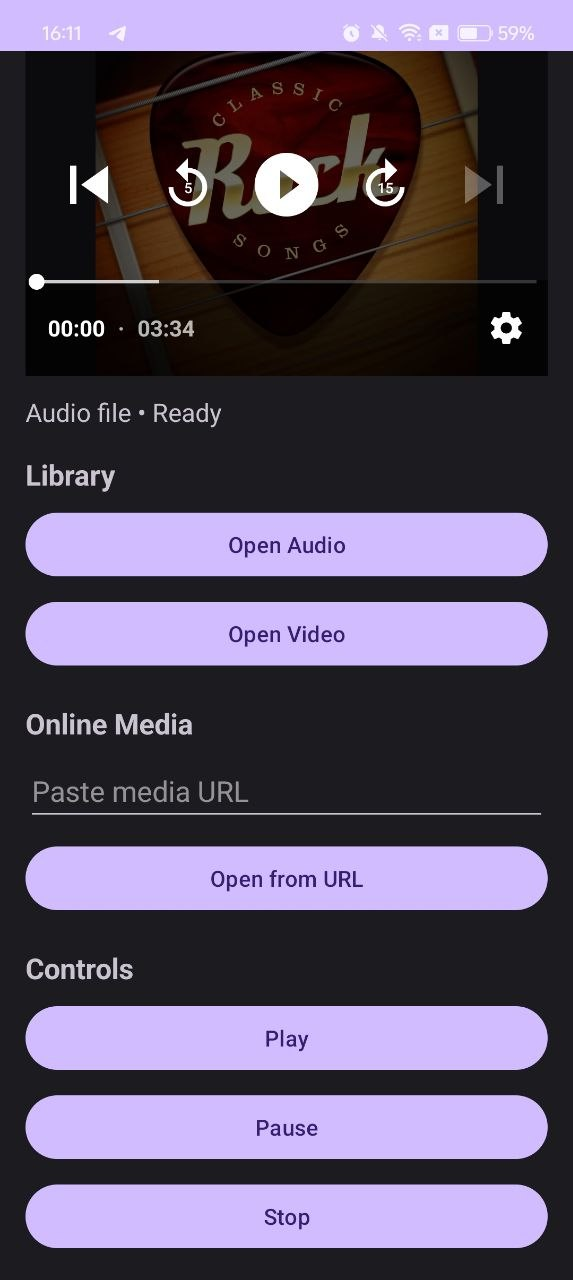 16:11
59%
CLASSIC
Rock
5
15
SONGS
00:00 · 03:34
Audio file • Ready
Library
Open Audio
Open Video
Online Media
Paste media URL
Open from URL
Controls
Play
Pause
Stop